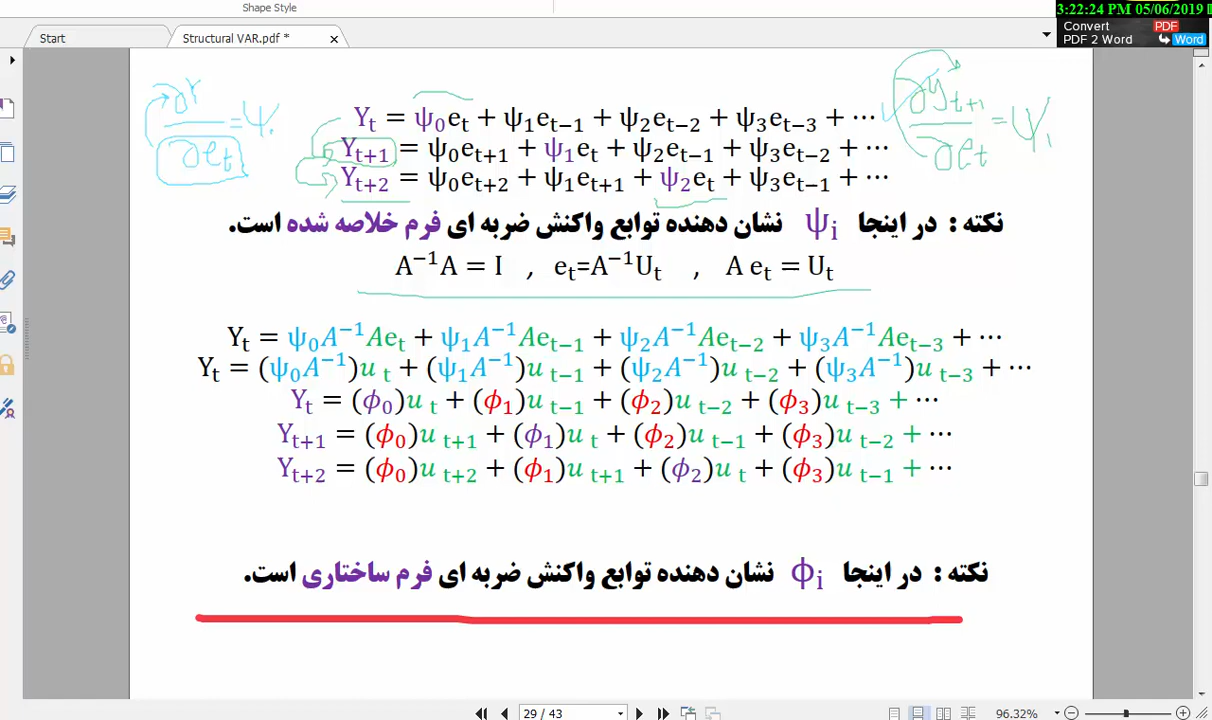 Shape Style
3:22:24 PM 05/06/2019
Convert PDF
PDF 2 Word Word
Start Structural VAR.pdf *
Yₜ = ψ₀eₜ + ψ₁eₜ₋₁ + ψ₂eₜ₋₂ + ψ₃eₜ₋₃ + ⋯
Yₜ₊₁ = ψ₀eₜ₊₁ + ψ₁eₜ + ψ₂eₜ₋₁ + ψ₃eₜ₋₂ + ⋯
Yₜ₊₂ = ψ₀eₜ₊₂ + ψ₁eₜ₊₁ + ψ₂eₜ + ψ₃eₜ₋₁ + ⋯
∂yₜ₊₁ / ∂eₜ = ψ₁
نکته : در اینجا ψᵢ نشان دهنده توابع واکنش ضربه ای فرم خلاصه شده است.
A⁻¹A = I , eₜ=A⁻¹Uₜ , A eₜ = Uₜ
Yₜ = ψ₀A⁻¹Aeₜ + ψ₁A⁻¹Aeₜ₋₁ + ψ₂A⁻¹Aeₜ₋₂ + ψ₃A⁻¹Aeₜ₋₃ + ⋯
Yₜ = (ψ₀A⁻¹)u ₜ + (ψ₁A⁻¹)u ₜ₋₁ + (ψ₂A⁻¹)u ₜ₋₂ + (ψ₃A⁻¹)u ₜ₋₃ + ⋯
Yₜ = (ϕ₀)u ₜ + (ϕ₁)u ₜ₋₁ + (ϕ₂)u ₜ₋₂ + (ϕ₃)u ₜ₋₃ + ⋯
Yₜ₊₁ = (ϕ₀)u ₜ₊₁ + (ϕ₁)u ₜ + (ϕ₂)u ₜ₋₁ + (ϕ₃)u ₜ₋₂ + ⋯
Yₜ₊₂ = (ϕ₀)u ₜ₊₂ + (ϕ₁)u ₜ₊₁ + (ϕ₂)u ₜ + (ϕ₃)u ₜ₋₁ + ⋯
نکته : در اینجا ϕᵢ نشان دهنده توابع واکنش ضربه ای فرم ساختاری است.
29 / 43 96.32%